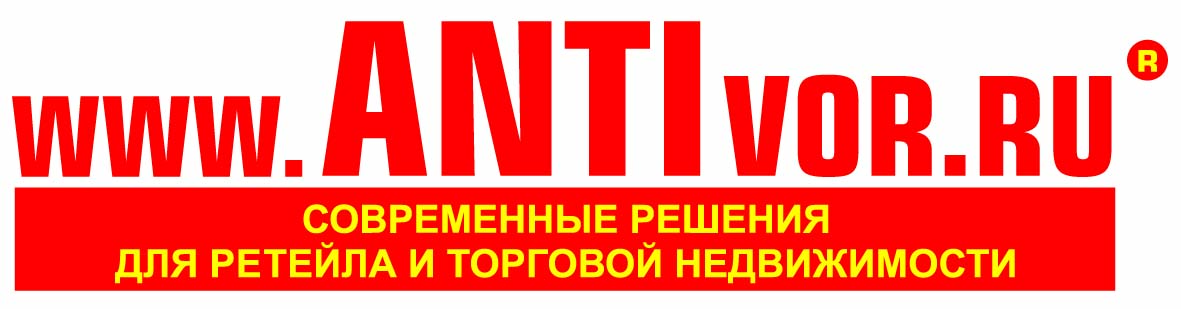 www.ANTIVOR.RU R
СОВРЕМЕННЫЕ РЕШЕНИЯ
ДЛЯ РЕТЕЙЛА И ТОРГОВОЙ НЕДВИЖИМОСТИ